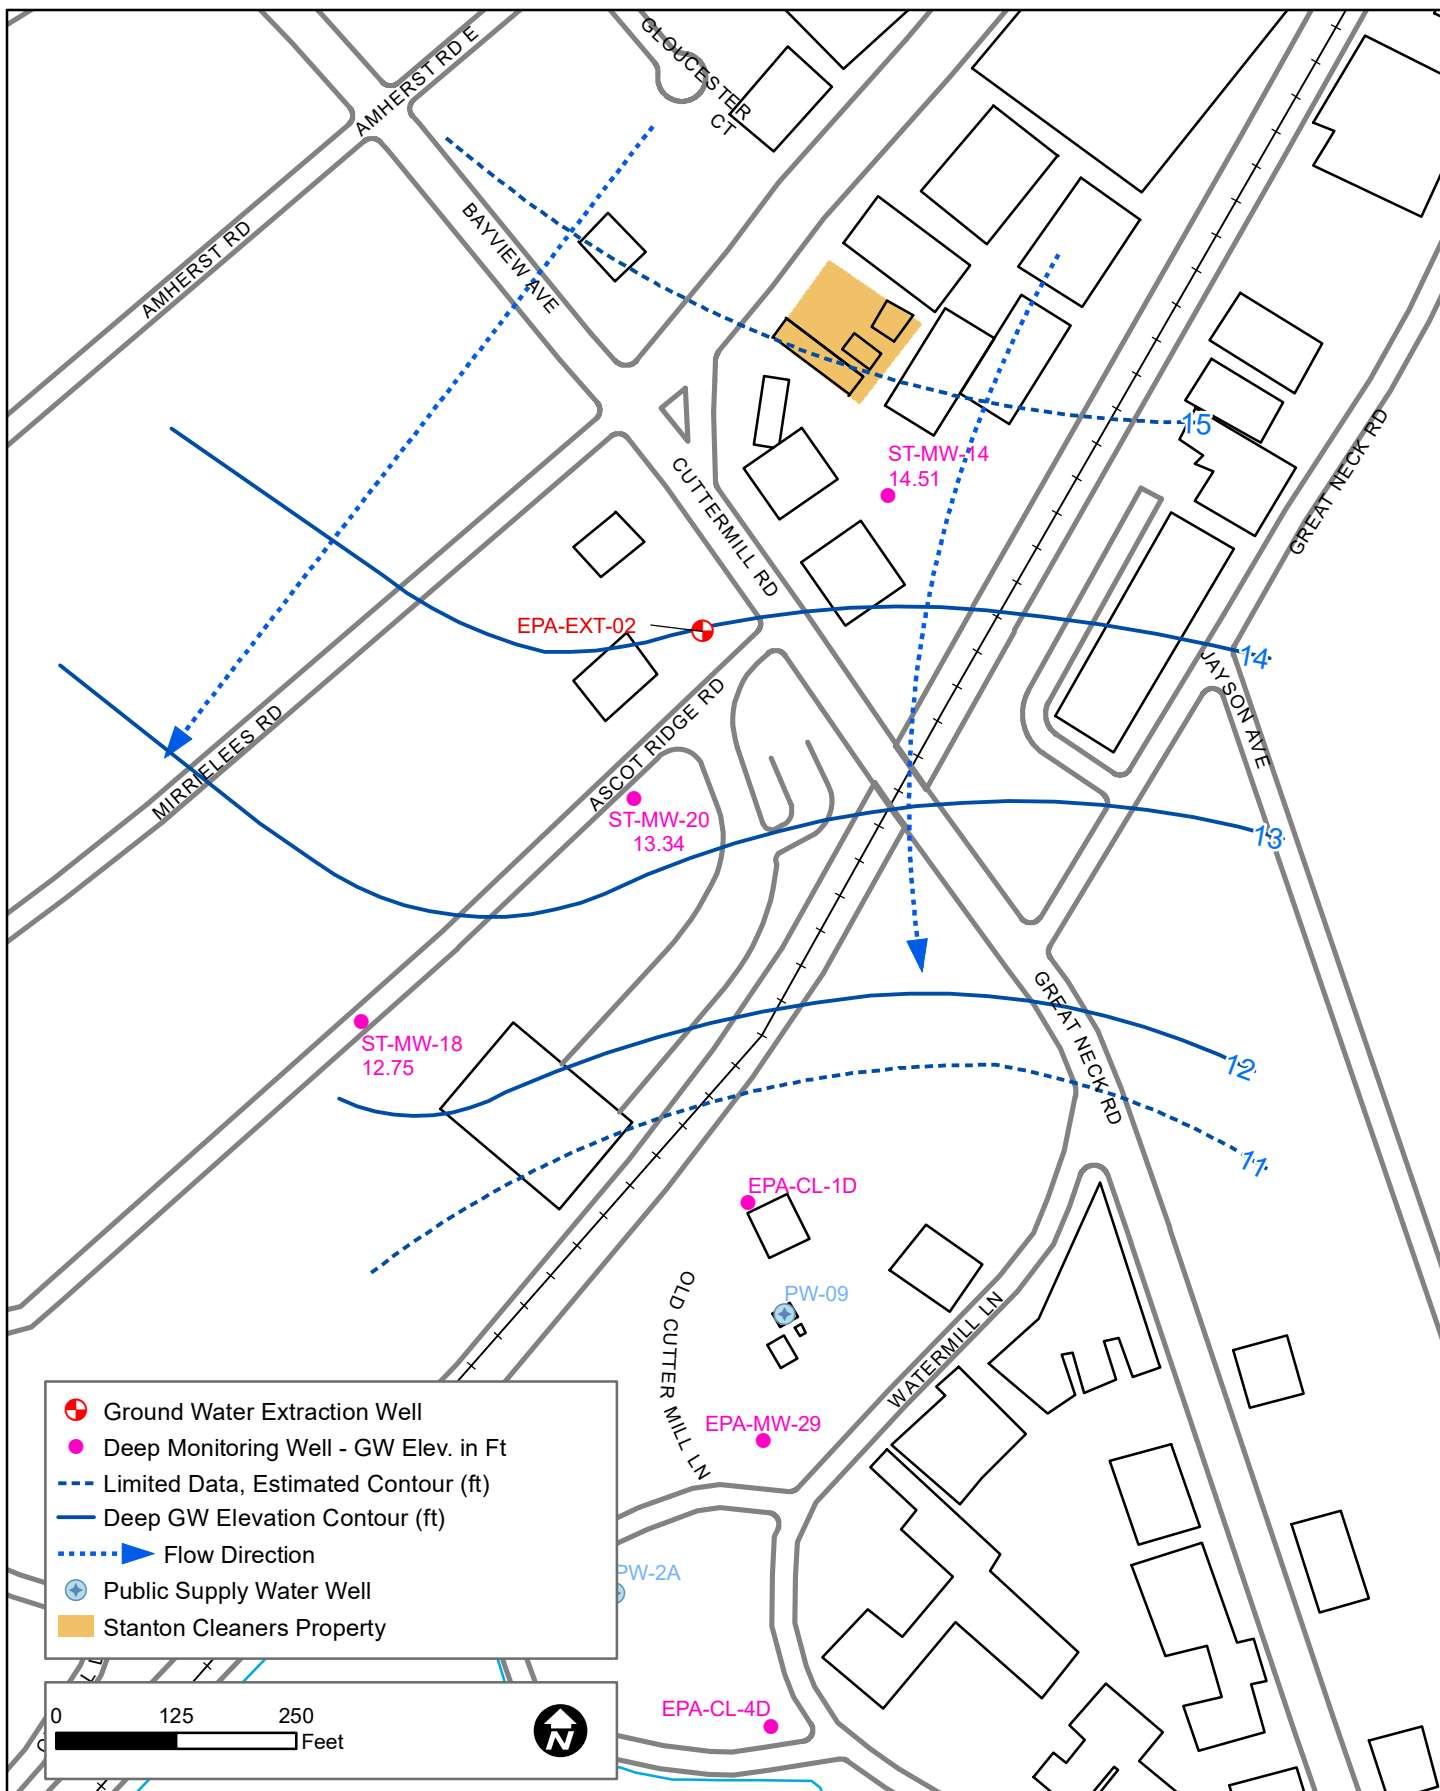 GLOUCESTER
CT
AMHERST RD E
AMHERST RD
BAYVIEW AVE
15
GREAT NECK RD
ST-MW-14
14.51
CUTTERMILL RD
EPA-EXT-02
14
JAYSON AVE
MIRRIELEES RD
ASCOT RIDGE RD
ST-MW-20
13.34
13
GREAT NECK RD
ST-MW-18
12.75
12
11
EPA-CL-1D
OLD CUTTER MILL LN
PW-09
WATERMILL LN
EPA-MW-29
Ground Water Extraction Well
Deep Monitoring Well - GW Elev. in Ft
Limited Data, Estimated Contour (ft)
Deep GW Elevation Contour (ft)
Flow Direction
Public Supply Water Well
Stanton Cleaners Property
PW-2A
EPA-CL-4D
0 125 250
Feet
N